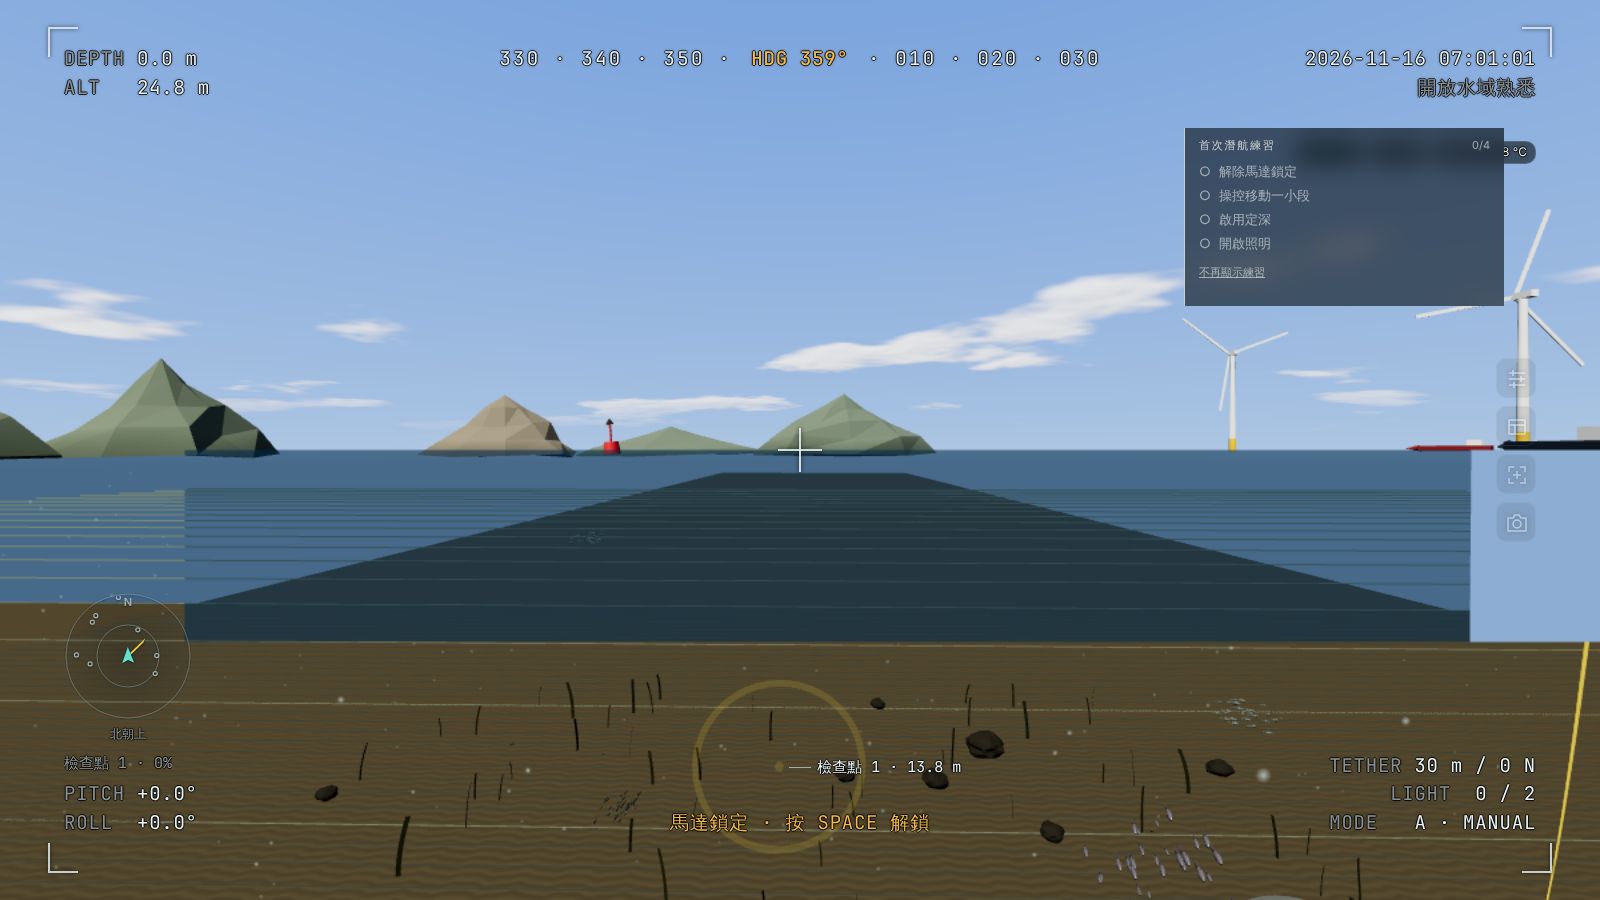 DEPTH 0.0 m
ALT 24.8 m
330 · 340 · 350 · HDG 359° · 010 · 020 · 030
2026-11-16 07:01:01
開放水域熟悉
首次潛航練習 0/4
解除馬達鎖定
操控移動一小段
啟用定深
開啟照明
不再顯示練習
°C
N
北朝上
檢查點 1 · 0%
PITCH +0.0°
ROLL +0.0°
檢查點 1 · 13.8 m
馬達鎖定 · 按 SPACE 解鎖
TETHER 30 m / 0 N
LIGHT 0 / 2
MODE A · MANUAL